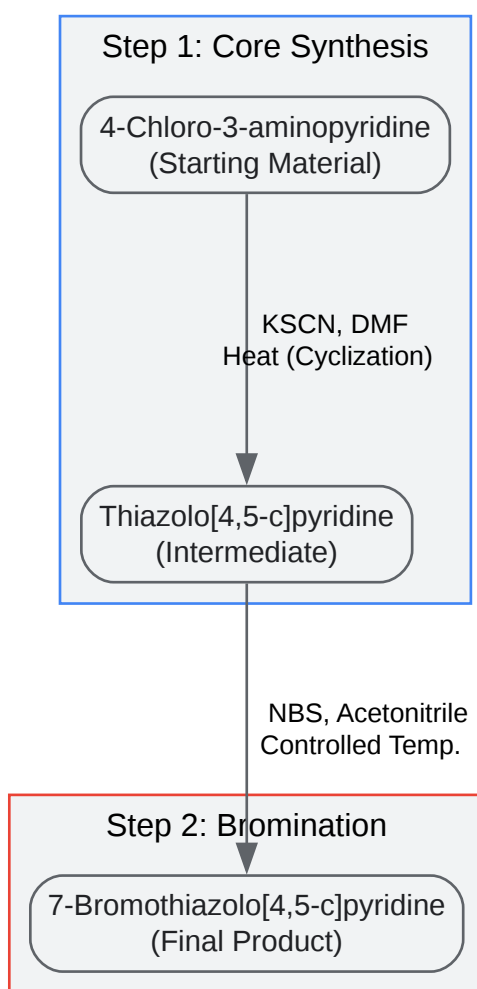 Step 1: Core Synthesis
4-Chloro-3-aminopyridine
(Starting Material)
KSCN, DMF
Heat (Cyclization)
Thiazolo[4,5-c]pyridine
(Intermediate)
NBS, Acetonitrile
Controlled Temp.
Step 2: Bromination
7-Bromothiazolo[4,5-c]pyridine
(Final Product)